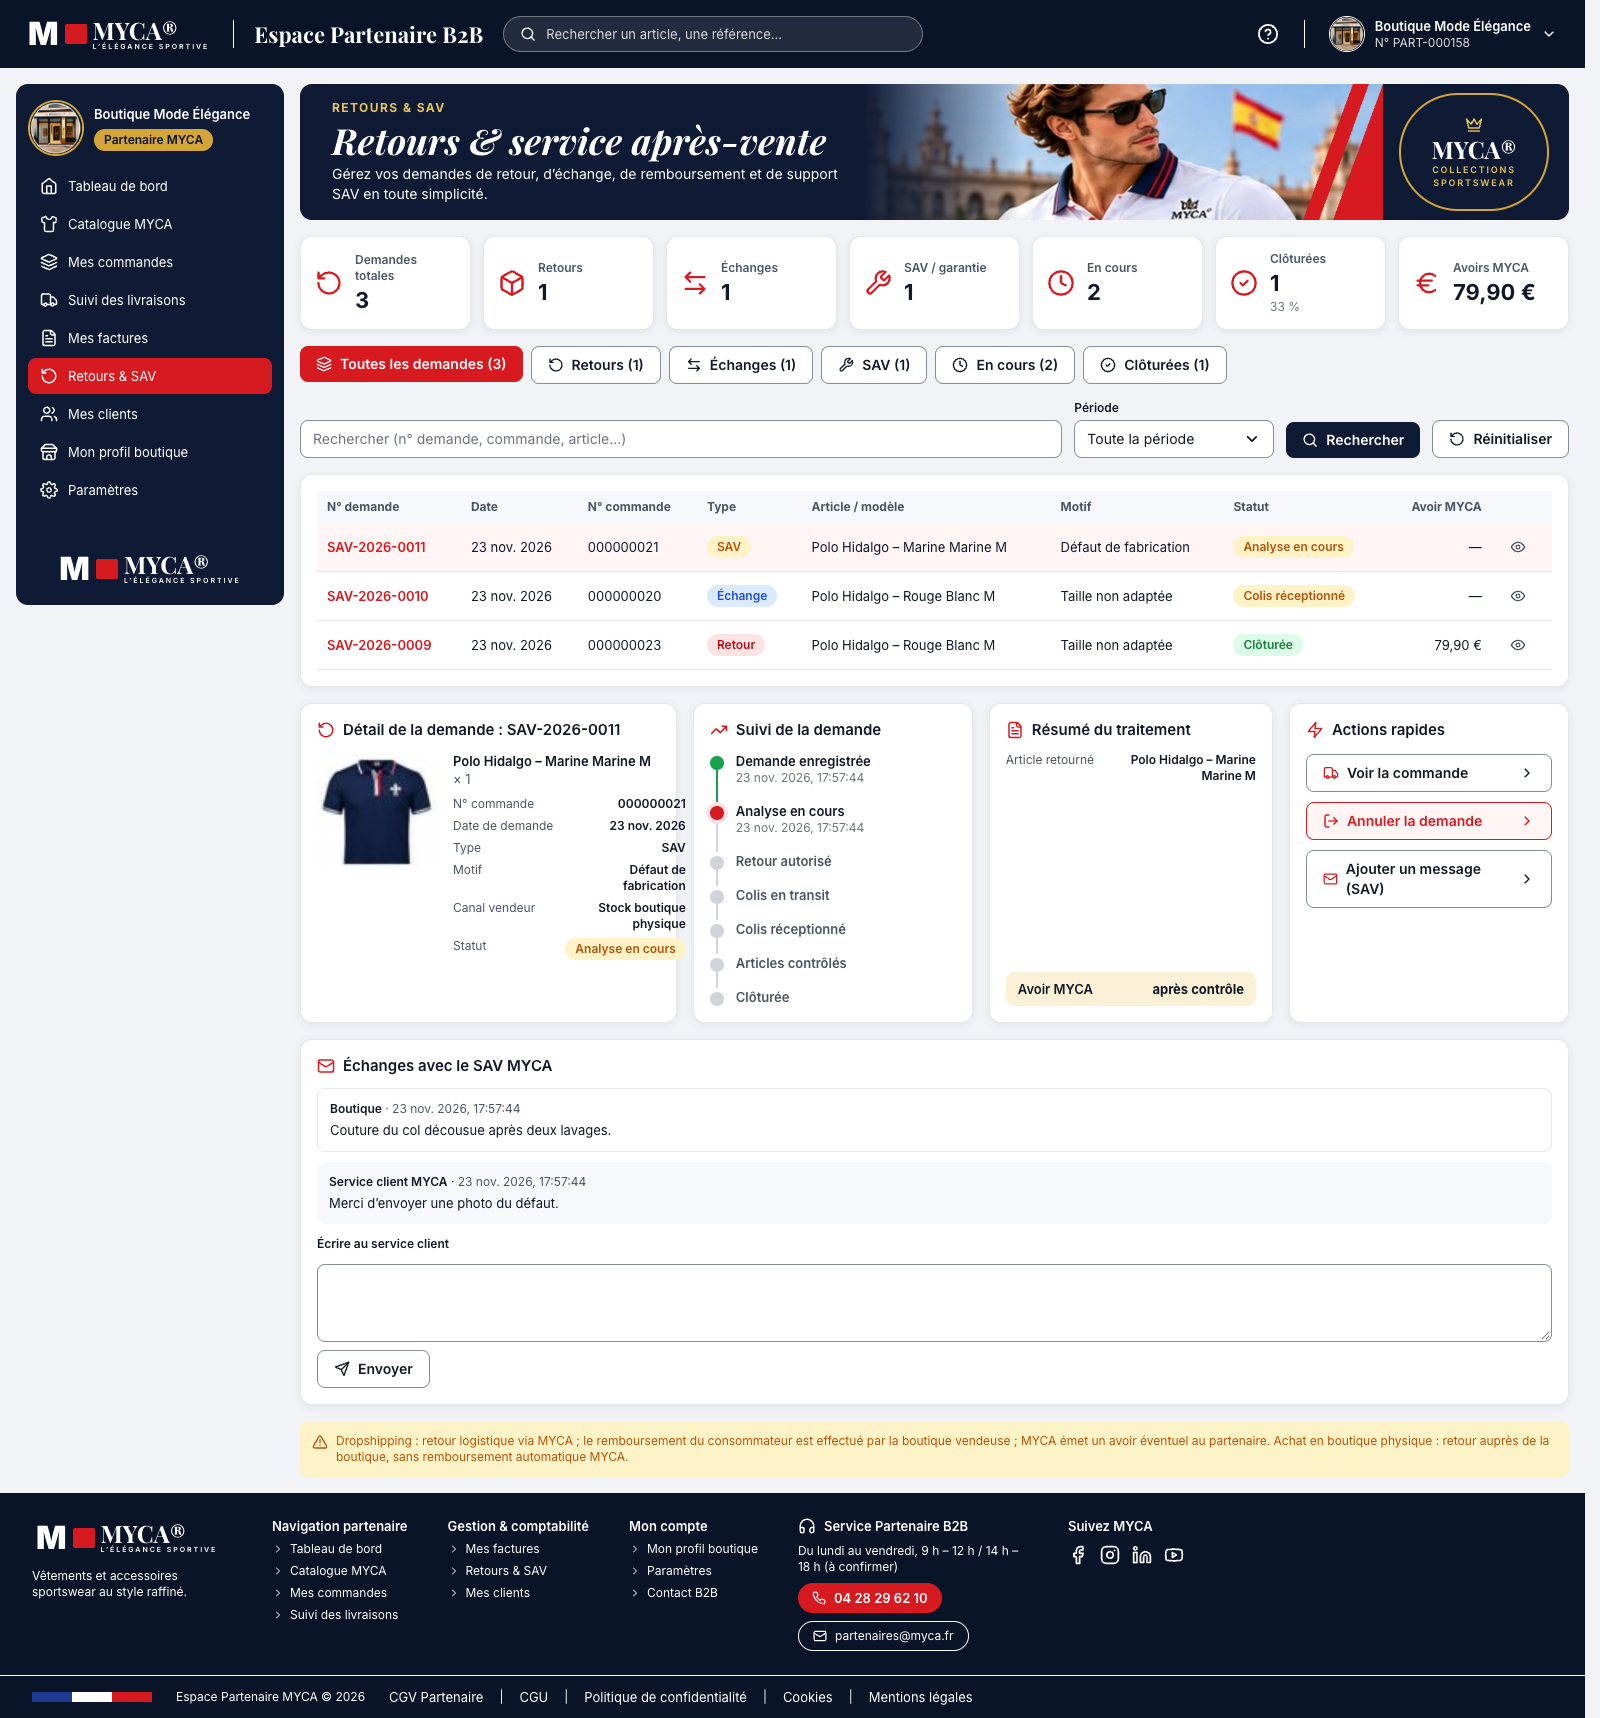 M MYCA®
L'ÉLÉGANCE SPORTIVE
Espace Partenaire B2B
Rechercher un article, une référence...
Boutique Mode Élégance
N° PART-000158
Boutique Mode Élégance
Partenaire MYCA
Tableau de bord
Catalogue MYCA
Mes commandes
Suivi des livraisons
Mes factures
Retours & SAV
Mes clients
Mon profil boutique
Paramètres
M MYCA®
L'ÉLÉGANCE SPORTIVE
RETOURS & SAV
Retours & service après-vente
Gérez vos demandes de retour, d'échange, de remboursement et de support
SAV en toute simplicité.
MYCA®
MYCA®
COLLECTIONS
SPORTSWEAR
Demandes
totales
3
Retours
1
Échanges
1
SAV / garantie
1
En cours
2
Clôturées
1
33 %
Avoirs MYCA
79,90 €
Toutes les demandes (3)
Retours (1)
Échanges (1)
SAV (1)
En cours (2)
Clôturées (1)
Période
Rechercher (n° demande, commande, article...)
Toute la période
Rechercher
Réinitialiser
N° demande Date N° commande Type Article / modèle Motif Statut Avoir MYCA
SAV-2026-0011 23 nov. 2026 000000021 SAV Polo Hidalgo – Marine Marine M Défaut de fabrication Analyse en cours —
SAV-2026-0010 23 nov. 2026 000000020 Échange Polo Hidalgo – Rouge Blanc M Taille non adaptée Colis réceptionné —
SAV-2026-0009 23 nov. 2026 000000023 Retour Polo Hidalgo – Rouge Blanc M Taille non adaptée Clôturée 79,90 €
Détail de la demande : SAV-2026-0011
Polo Hidalgo – Marine Marine M
× 1
N° commande 000000021
Date de demande 23 nov. 2026
Type SAV
Motif Défaut de
fabrication
Canal vendeur Stock boutique
physique
Statut Analyse en cours
Suivi de la demande
Demande enregistrée
23 nov. 2026, 17:57:44
Analyse en cours
23 nov. 2026, 17:57:44
Retour autorisé
Colis en transit
Colis réceptionné
Articles contrôlés
Clôturée
Résumé du traitement
Article retourné Polo Hidalgo – Marine
Marine M
Avoir MYCA après contrôle
Actions rapides
Voir la commande
Annuler la demande
Ajouter un message
(SAV)
Échanges avec le SAV MYCA
Boutique · 23 nov. 2026, 17:57:44
Couture du col décousue après deux lavages.
Service client MYCA · 23 nov. 2026, 17:57:44
Merci d'envoyer une photo du défaut.
Écrire au service client
Envoyer
Dropshipping : retour logistique via MYCA ; le remboursement du consommateur est effectué par la boutique vendeuse ; MYCA émet un avoir éventuel au partenaire. Achat en boutique physique : retour auprès de la
boutique, sans remboursement automatique MYCA.
M MYCA®
L'ÉLÉGANCE SPORTIVE
Vêtements et accessoires
sportswear au style raffiné.
Navigation partenaire
Tableau de bord
Catalogue MYCA
Mes commandes
Suivi des livraisons
Gestion & comptabilité
Mes factures
Retours & SAV
Mes clients
Mon compte
Mon profil boutique
Paramètres
Contact B2B
Service Partenaire B2B
Du lundi au vendredi, 9 h – 12 h / 14 h –
18 h (à confirmer)
04 28 29 62 10
partenaires@myca.fr
Suivez MYCA
Espace Partenaire MYCA © 2026 CGV Partenaire | CGU | Politique de confidentialité | Cookies | Mentions légales